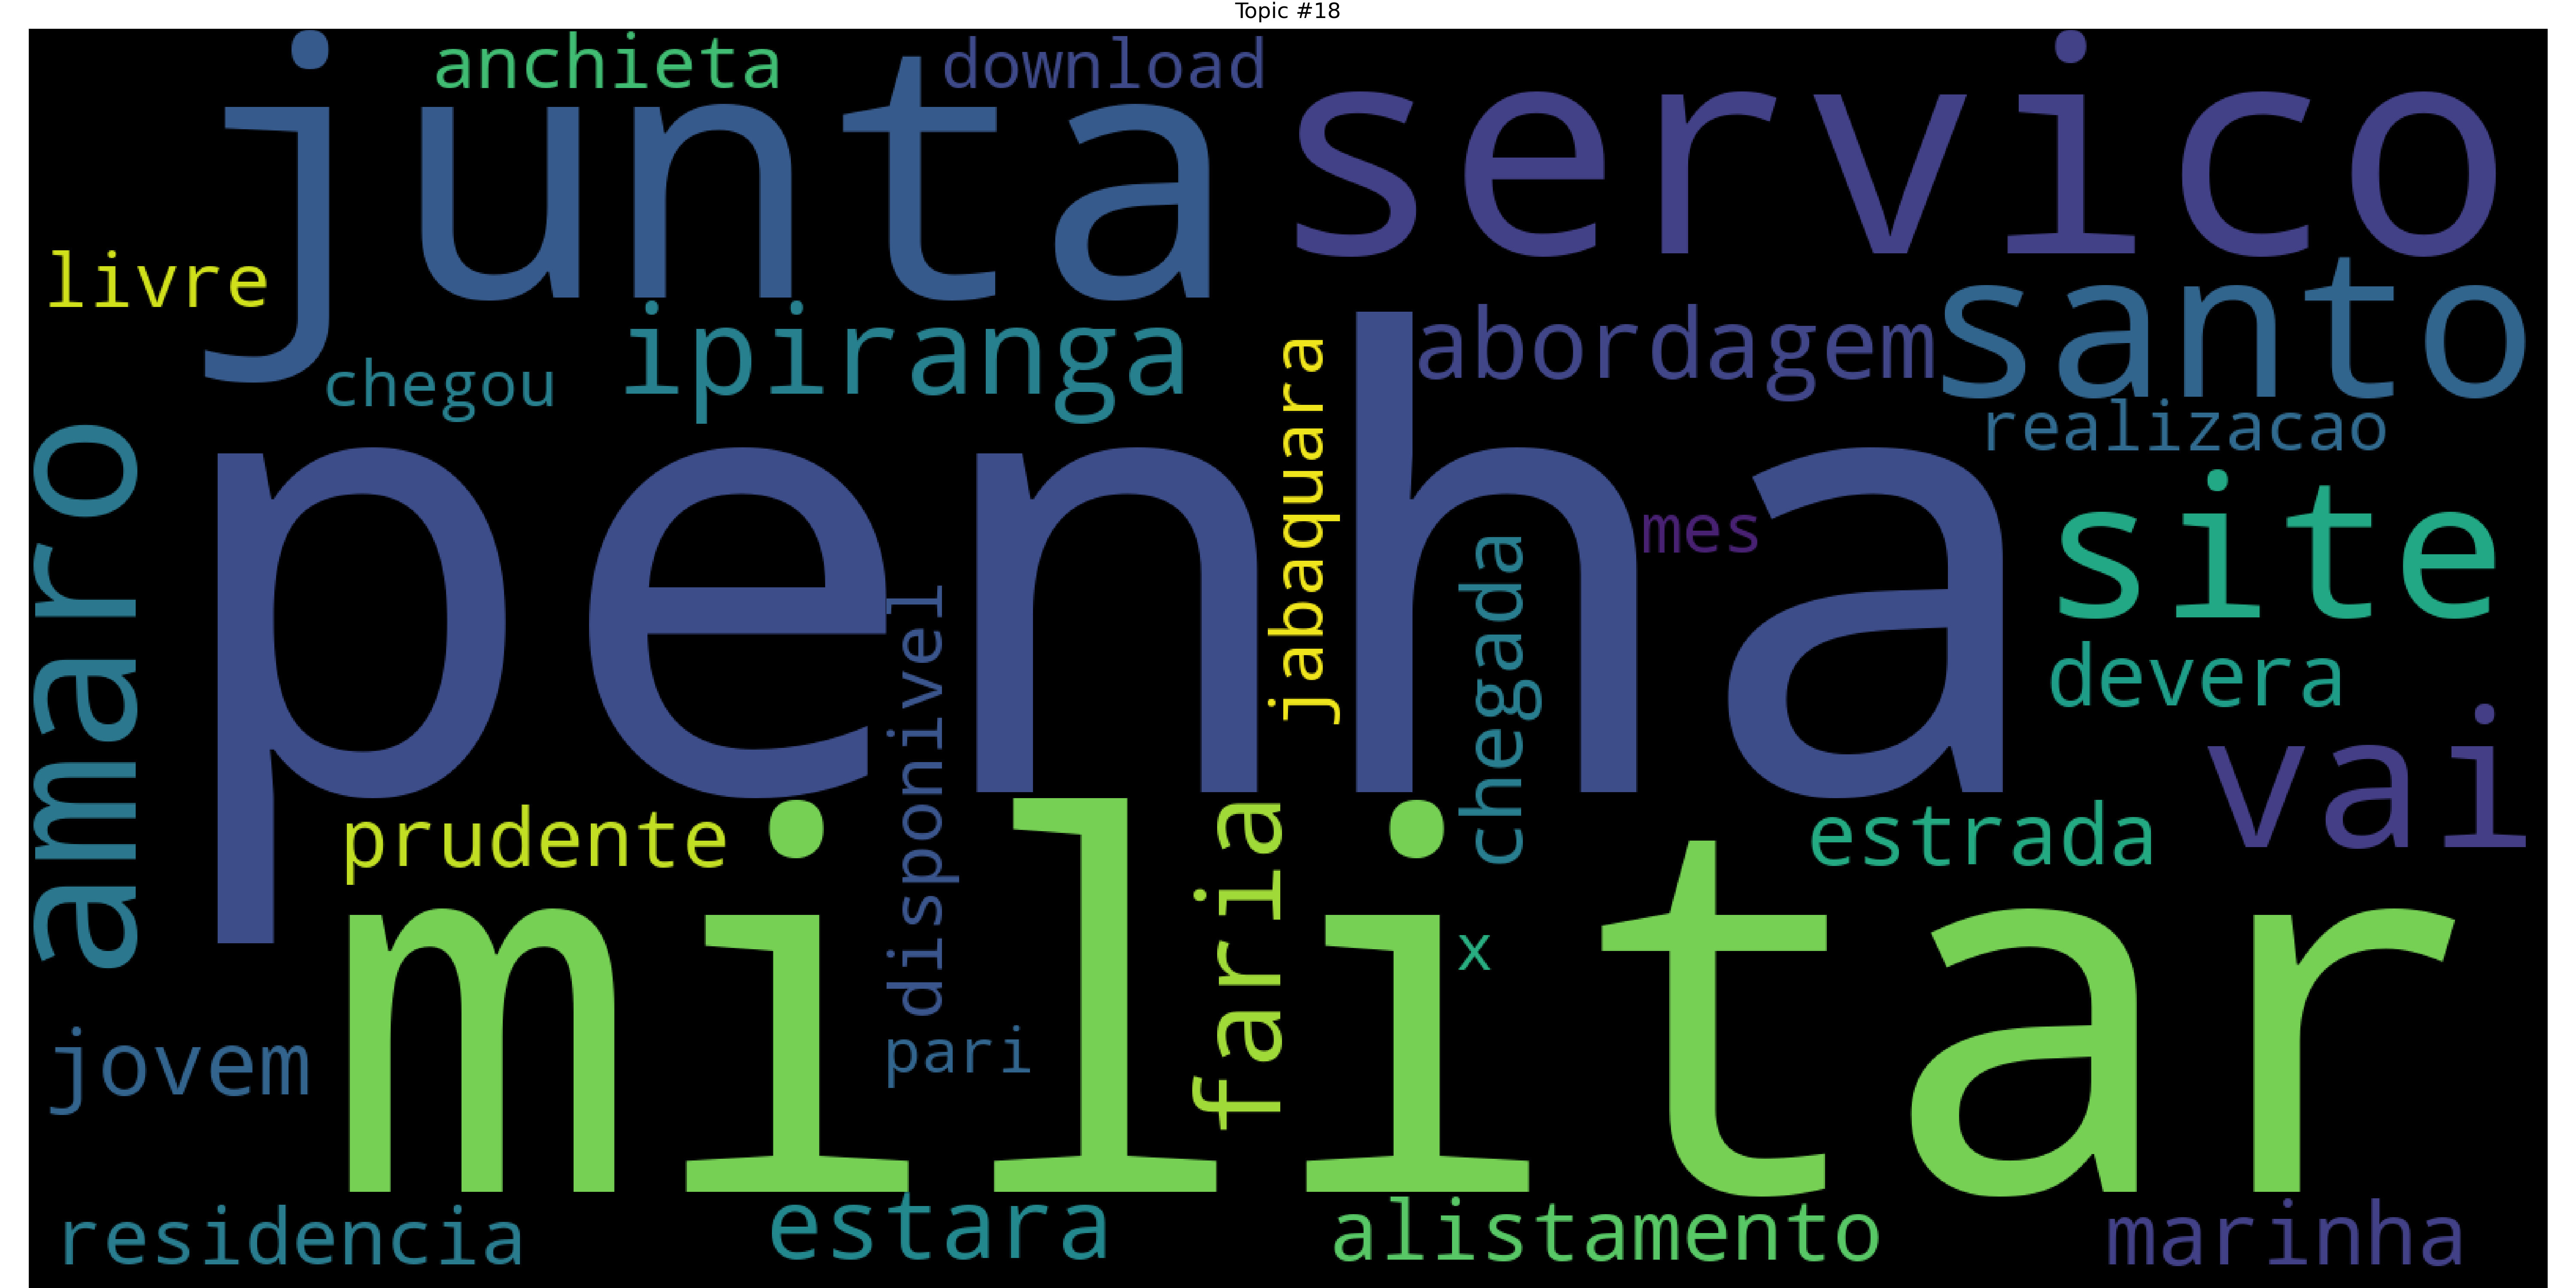 Topic #18
anchieta
download
junta
servico
livre
ipiranga
abordagem
santo
chegou
realizacao
jabaquara
amaro
penha
mes
site
chegada
devera
disponivel
vai
prudente
estrada
faria
militar
x
jovem
pari
residencia
estara
alistamento
marinha